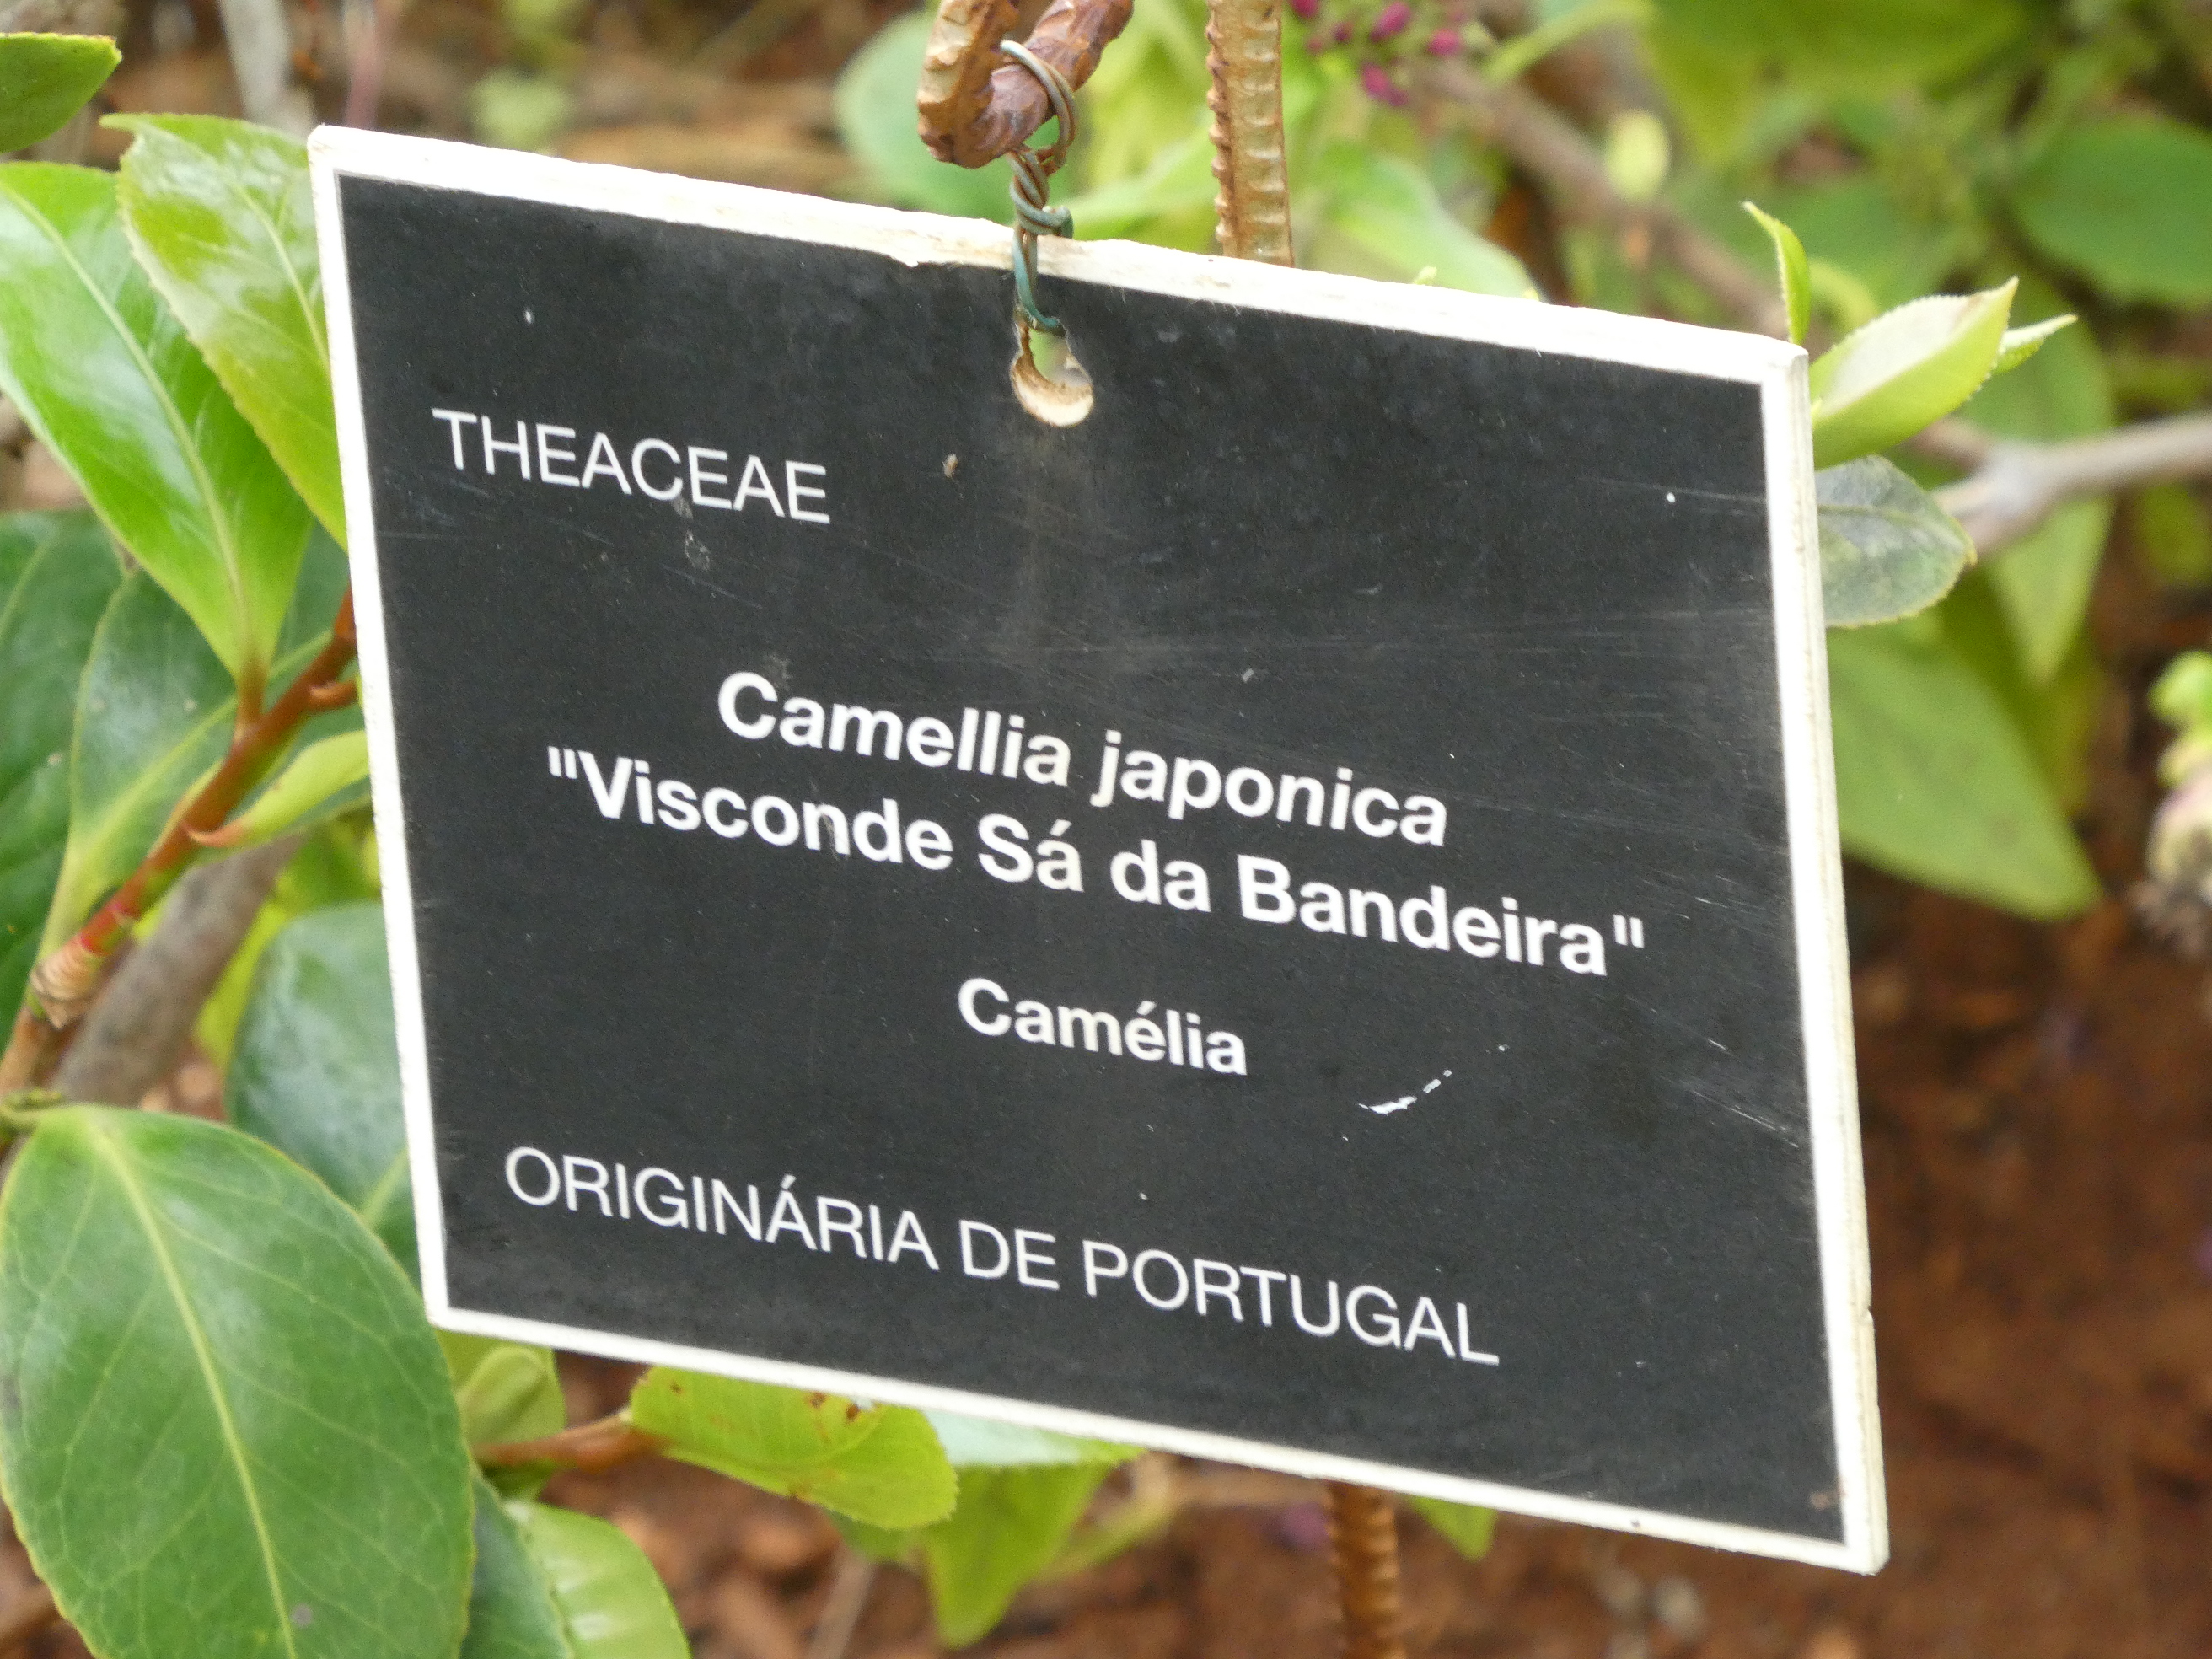 THEACEAE
Camellia japonica
"Visconde Sá da Bandeira"
Camélia
ORIGINÁRIA DE PORTUGAL